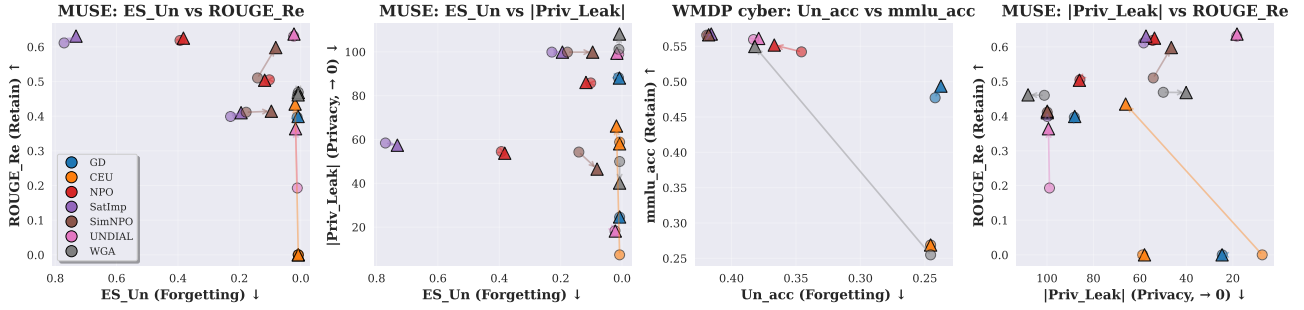 MUSE: ES_Un vs ROUGE_Re
ROUGE_Re (Retain) ↑
0.6
0.5
0.4
0.3
0.2
0.1
0.0
GD
CEU
NPO
SatImp
SimNPO
UNDIAL
WGA
0.8
0.6
0.4
0.2
0.0
ES_Un (Forgetting) ↓
MUSE: ES_Un vs |Priv_Leak|
|Priv_Leak| (Privacy, → 0) ↓
100
80
60
40
20
0.8
0.6
0.4
0.2
0.0
ES_Un (Forgetting) ↓
WMDP cyber: Un_acc vs mmlu_acc
mmlu_acc (Retain) ↑
0.55
0.50
0.45
0.40
0.35
0.30
0.25
0.40
0.35
0.30
0.25
Un_acc (Forgetting) ↓
MUSE: |Priv_Leak| vs ROUGE_Re
ROUGE_Re (Retain) ↑
0.6
0.5
0.4
0.3
0.2
0.1
0.0
100
80
60
40
20
|Priv_Leak| (Privacy, → 0) ↓